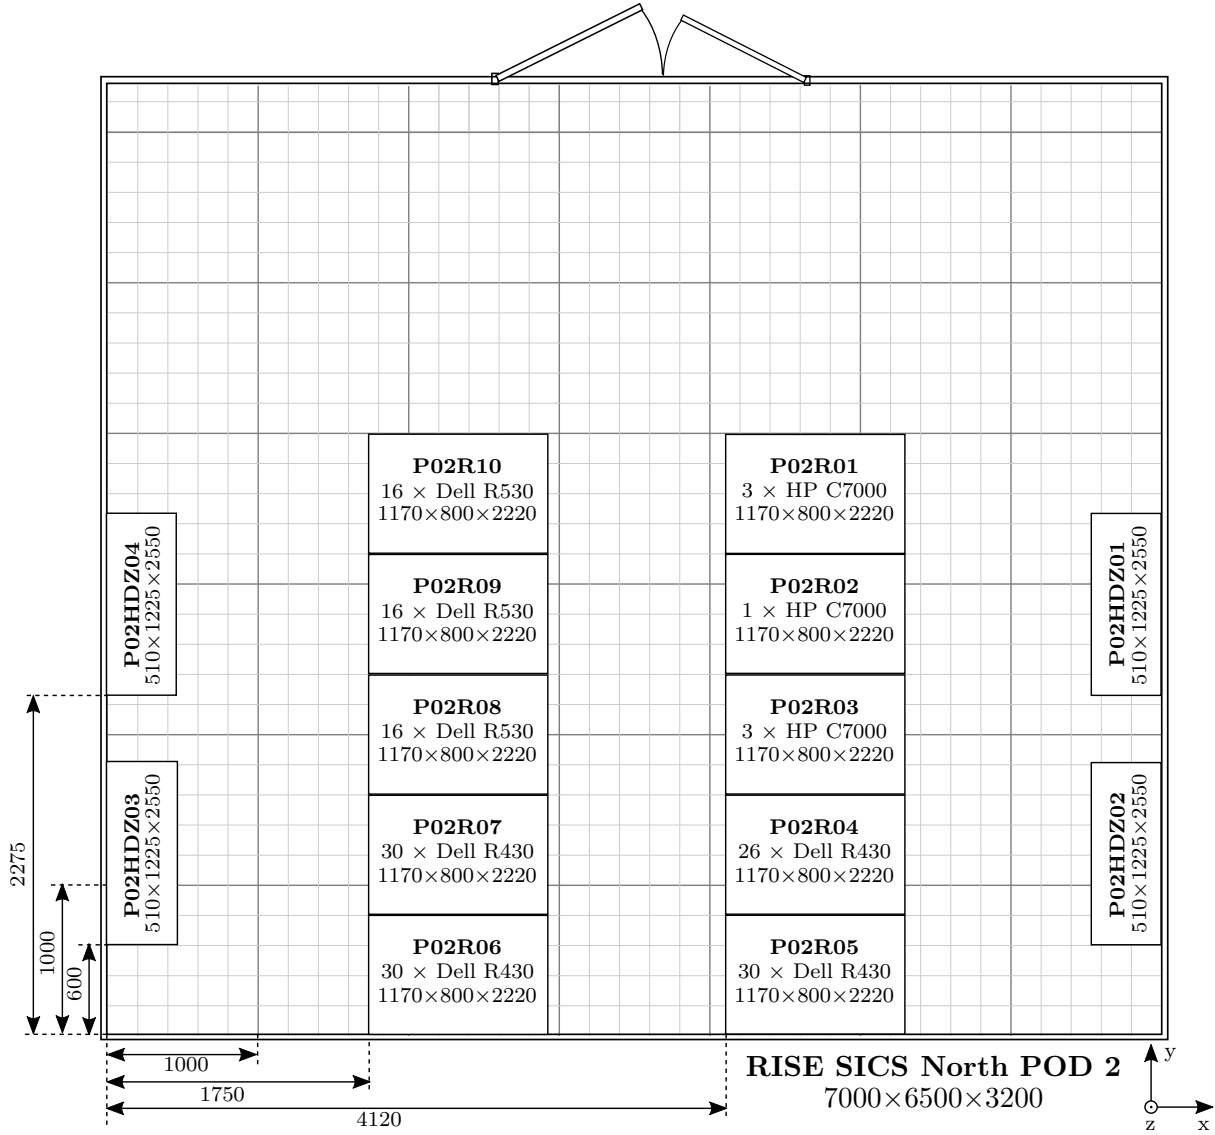 P02R10
16 × Dell R530
1170×800×2220
P02R01
3 × HP C7000
1170×800×2220
P02HDZ04
510×1225×2550
P02R09
16 × Dell R530
1170×800×2220
P02R02
1 × HP C7000
1170×800×2220
P02HDZ01
510×1225×2550
P02R08
16 × Dell R530
1170×800×2220
P02R03
3 × HP C7000
1170×800×2220
P02HDZ03
510×1225×2550
P02R07
30 × Dell R430
1170×800×2220
P02R04
26 × Dell R430
1170×800×2220
P02HDZ02
510×1225×2550
P02R06
30 × Dell R430
1170×800×2220
P02R05
30 × Dell R430
1170×800×2220
2275
1000
600
1000
1750
4120
RISE SICS North POD 2
7000×6500×3200
y
z
x